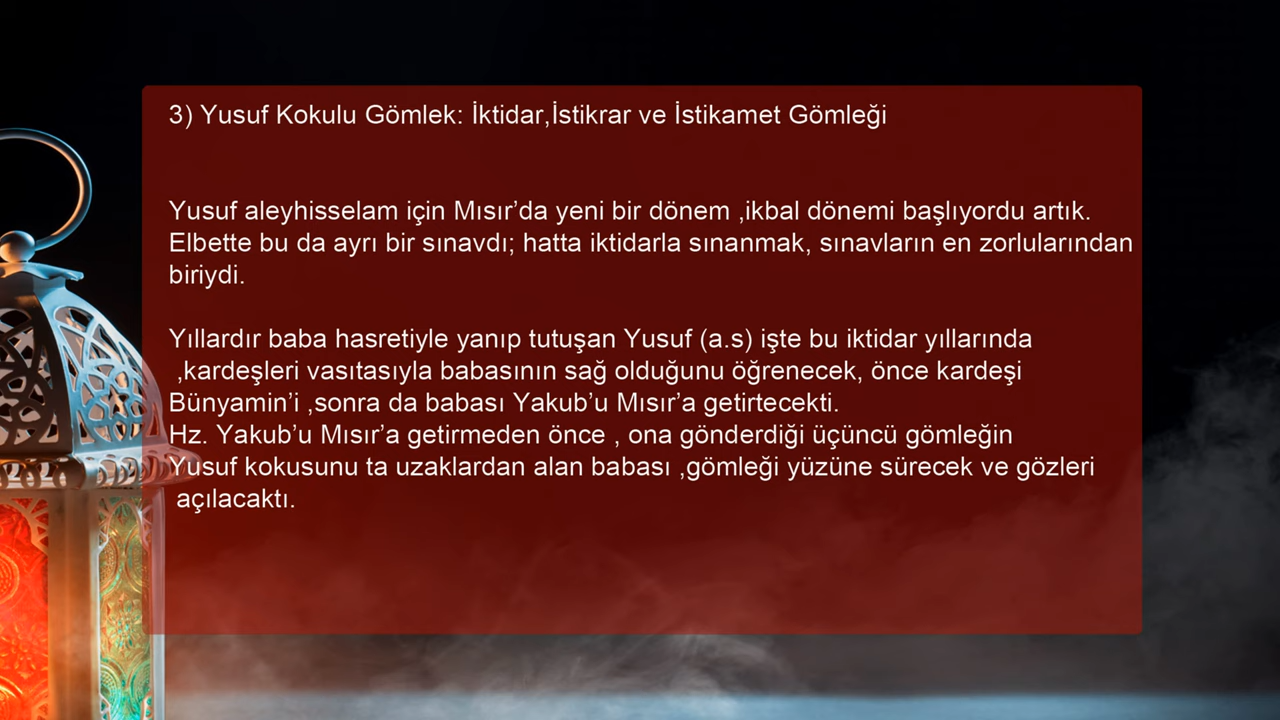 3) Yusuf Kokulu Gömlek: İktidar,İstikrar ve İstikamet Gömleği
Yusuf aleyhisselam için Mısır’da yeni bir dönem ,ikbal dönemi başlıyordu artık.
Elbette bu da ayrı bir sınavdı; hatta iktidarla sınanmak, sınavların en zorlularından
biriydi.
Yıllardır baba hasretiyle yanıp tutuşan Yusuf (a.s) işte bu iktidar yıllarında
,kardeşleri vasıtasıyla babasının sağ olduğunu öğrenecek, önce kardeşi
Bünyamin’i ,sonra da babası Yakub’u Mısır’a getirtecekti.
Hz. Yakub’u Mısır’a getirmeden önce , ona gönderdiği üçüncü gömleğin
Yusuf kokusunu ta uzaklardan alan babası ,gömleği yüzüne sürecek ve gözleri
açılacaktı.